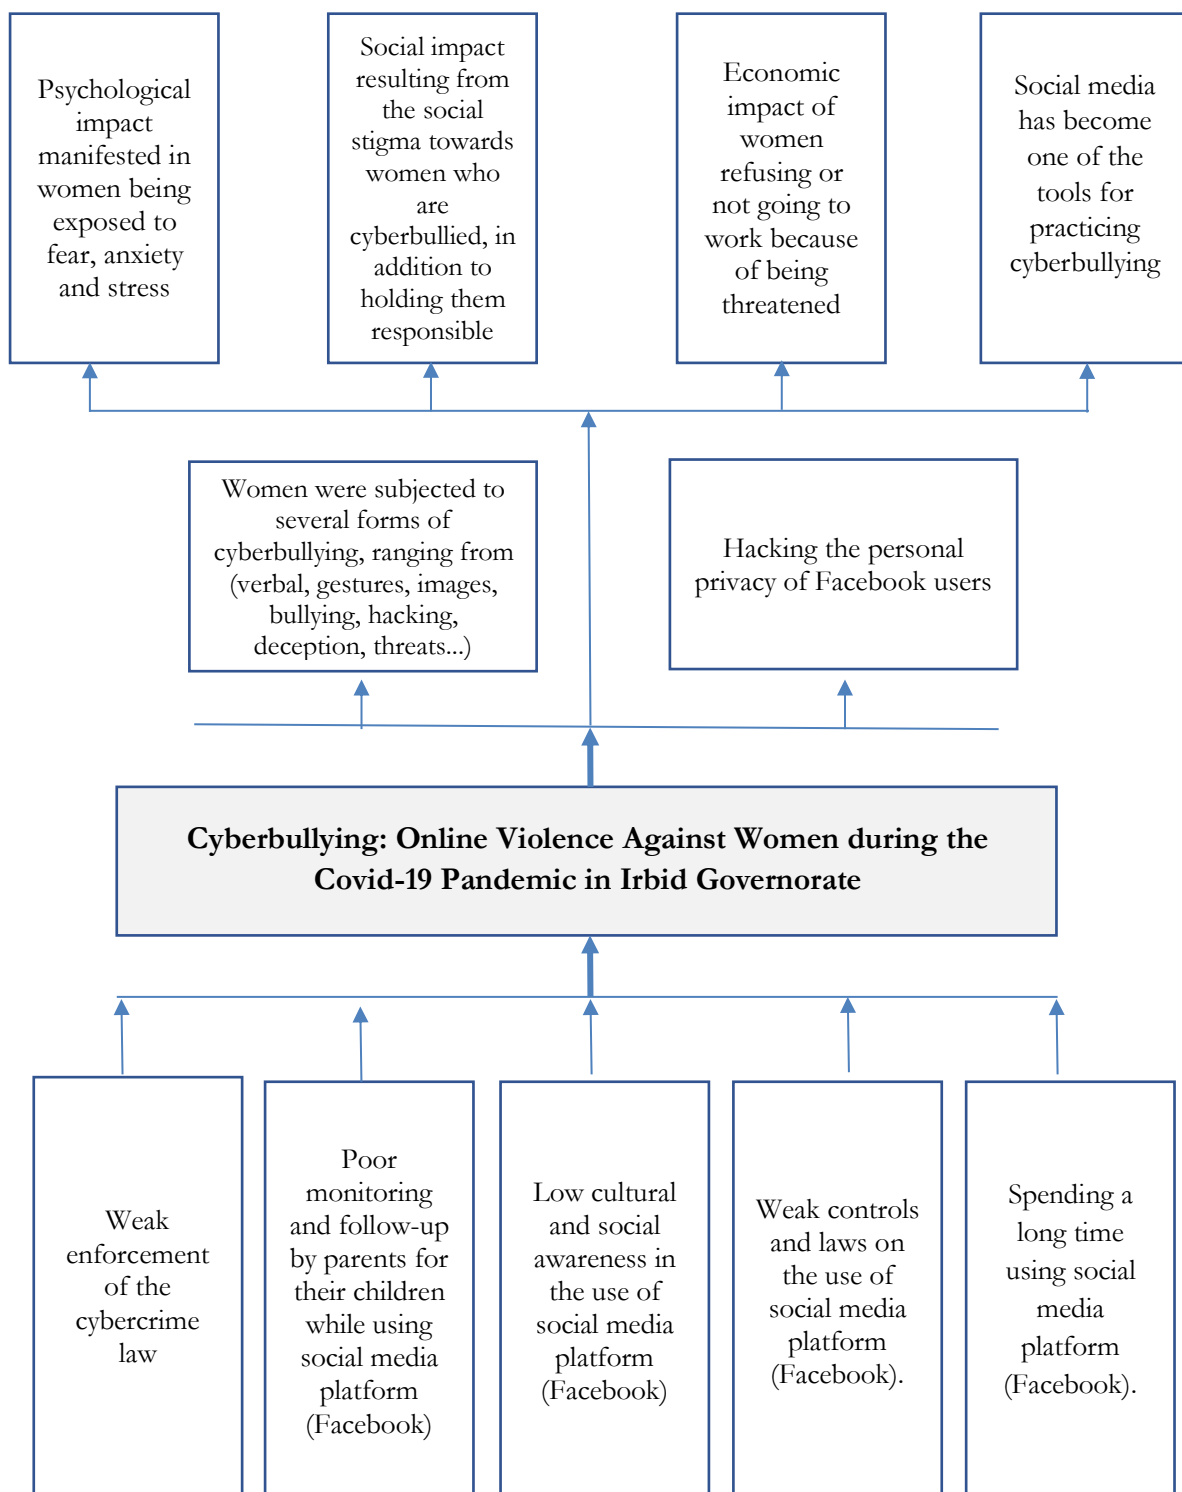 Psychological
impact
manifested in
women being
exposed to
fear, anxiety
and stress
Social impact
resulting from
the social
stigma towards
women who
are
cyberbullied, in
addition to
holding them
responsible
Economic
impact of
women
refusing or
not going to
work because
of being
threatened
Social media
has become
one of the
tools for
practicing
cyberbullying
Women were subjected to
several forms of
cyberbullying, ranging from
(verbal, gestures, images,
bullying, hacking,
deception, threats...)
Hacking the personal
privacy of Facebook users
Cyberbullying: Online Violence Against Women during the
Covid-19 Pandemic in Irbid Governorate
Weak
enforcement
of the
cybercrime
law
Poor
monitoring
and follow-up
by parents for
their children
while using
social media
platform
(Facebook)
Low cultural
and social
awareness in
the use of
social media
platform
(Facebook)
Weak controls
and laws on
the use of
social media
platform
(Facebook).
Spending a
long time
using social
media
platform
(Facebook).